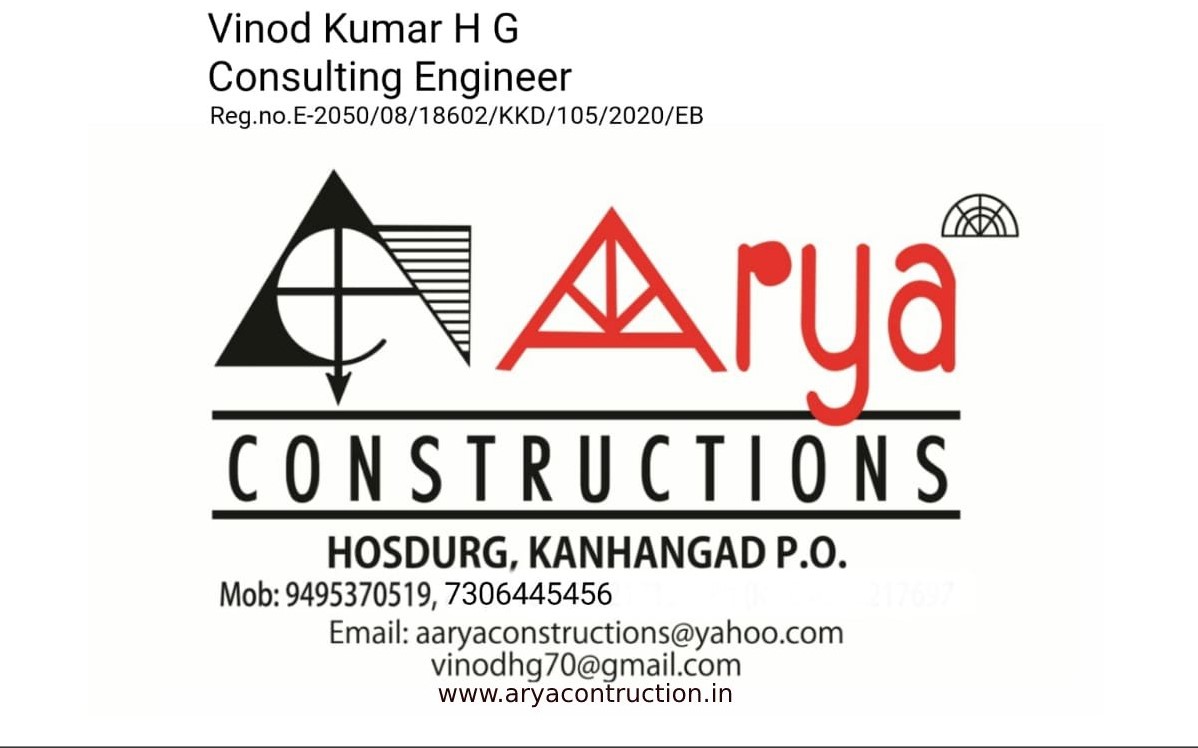 Vinod Kumar H G
Consulting Engineer
Reg.no.E-2050/08/18602/KKD/105/2020/EB
Arya
CONSTRUCTIONS
HOSDURG, KANHANGAD P.O.
Mob: 9495370519, 7306445456
Email: aaryaconstructions@yahoo.com
vinodhg70@gmail.com
www.aryacontruction.in